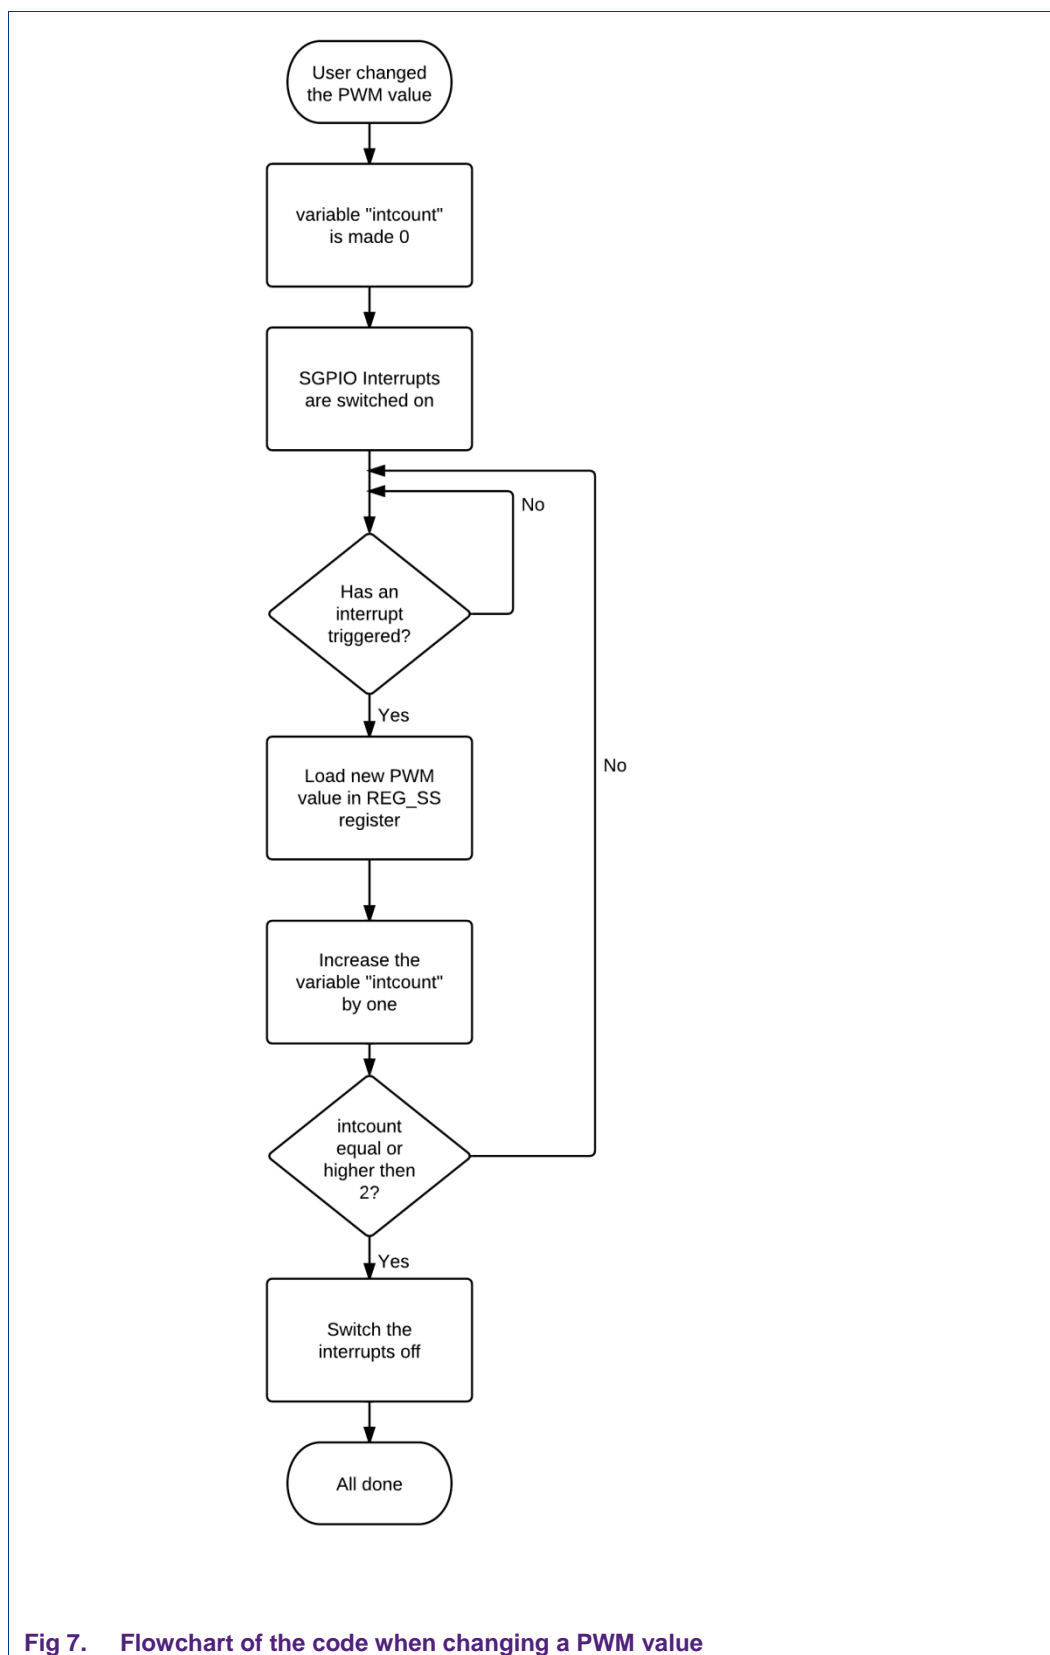 User changed
the PWM value
variable "intcount"
is made 0
SGPIO Interrupts
are switched on
No
Has an
interrupt
triggered?
Yes
Load new PWM
value in REG_SS
register
No
Increase the
variable "intcount"
by one
intcount
equal or
higher then
2?
Yes
Switch the
interrupts off
All done
Fig 7. Flowchart of the code when changing a PWM value